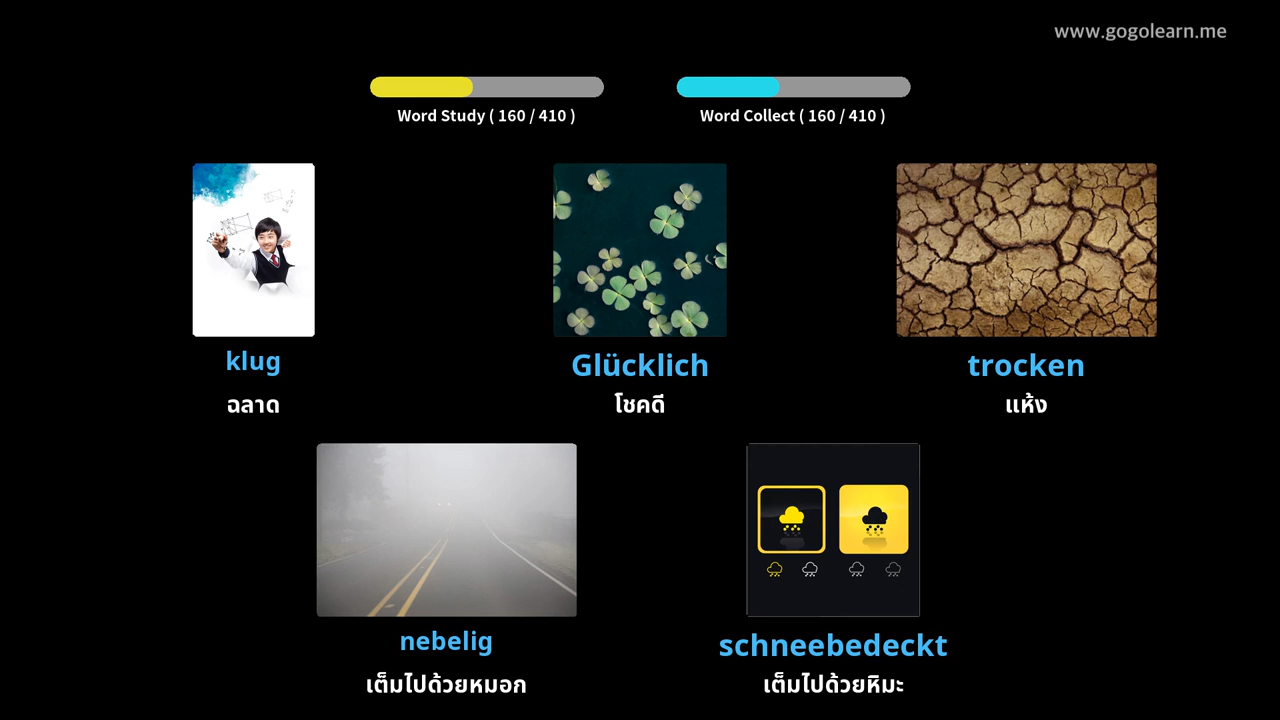 www.gogolearn.me
Word Study ( 160 / 410 )
Word Collect ( 160 / 410 )
klug
ฉลาด
Glücklich
โชคดี
trocken
แห้ง
nebelig
เต็มไปด้วยหมอก
schneebedeckt
เต็มไปด้วยหิมะ